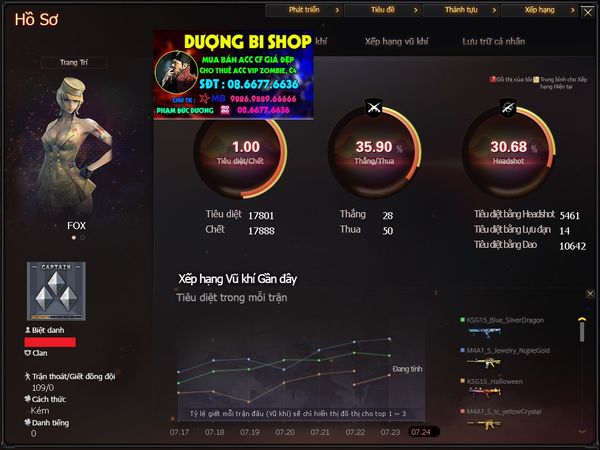 Hồ Sơ
Phát triển
Tiêu đề
Thành tựu
Xếp hạng
Trang Trí
khí
Xếp hạng vũ khí
Lưu trữ cá nhân
DƯỢNG BI SHOP
MUA BÁN ACC CF GIÁ ĐẸP
CHO THUÊ ACC VIP ZOMBIE, C4
SĐT : 08.6677.6636
CHỦ TK : MB 9886.9889.66666
PHẠM ĐỨC DƯƠNG 08.6677.6636
Đồ thị của tôi
Trung bình cho Xếp hạng Hiện tại
1.00
Tiêu diệt/Chết
35.90 %
Thắng/Thua
30.68 %
Headshot
Tiêu diệt 17801
Chết 17888
Thắng 28
Thua 50
Tiêu diệt bằng Headshot 5461
Tiêu diệt bằng Lựu đạn 14
Tiêu diệt bằng Dao 10642
FOX
CAPTAIN
Biệt danh
Clan
Trận thoát/Giết đồng đội
109/0
Cách thức
Kém
Danh tiếng
0
Xếp hạng Vũ khí Gần đây
Tiêu diệt trong mỗi trận
Đang tính
Tỷ lệ giết mỗi trận đấu (Vũ khí) sẽ chỉ hiển thị đồ thị cho top 1 ~ 3
07.17 07.18 07.19 07.20 07.21 07.22 07.23 07.24
KSG15_Blue_SilverDragon
M4A1_S_Jewelry_NobleGold
KSG15_Halloween
M4A1_S_Ic_yellowCrystal